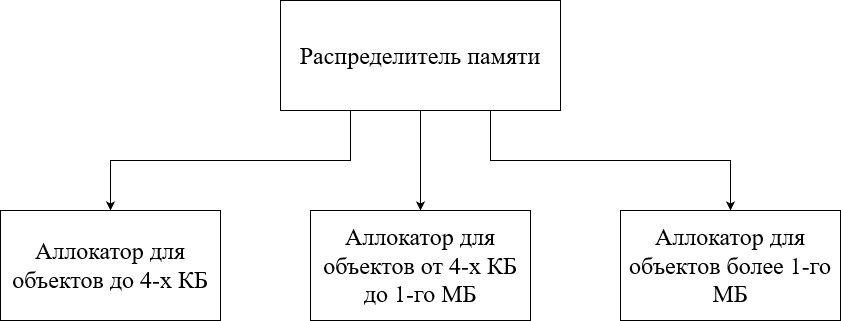 Распределитель памяти
Аллокатор для
объектов до 4-х КБ
Аллокатор для
объектов от 4-х КБ
до 1-го МБ
Аллокатор для
объектов более 1-го
МБ